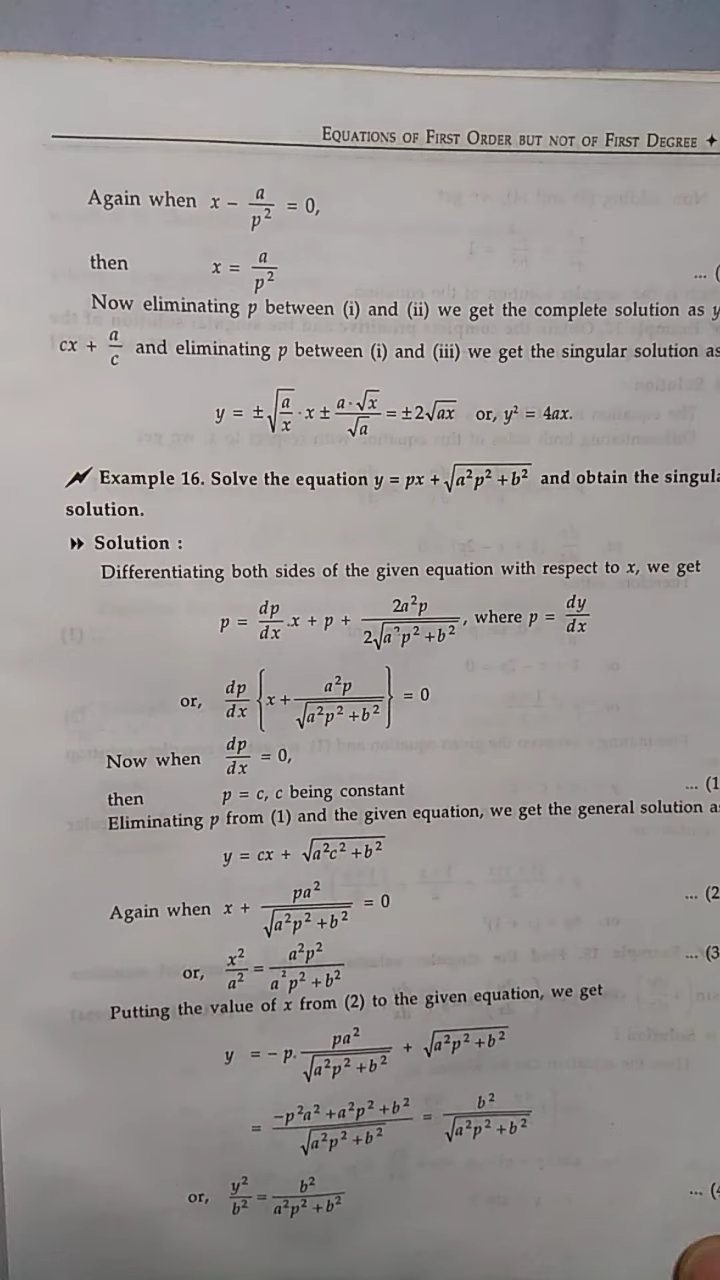 EQUATIONS OF FIRST ORDER BUT NOT OF FIRST DEGREE ✦
Again when x - a/p² = 0,
then x = a/p² ... (
Now eliminating p between (i) and (ii) we get the complete solution as y
cx + a/c and eliminating p between (i) and (iii) we get the singular solution as
y = ±√(a/x) · x ± a·√x/√a = ±2√ax or, y² = 4ax.
Example 16. Solve the equation y = px + √(a²p² + b²) and obtain the singula
solution.
▸▸ Solution :
Differentiating both sides of the given equation with respect to x, we get
p = dp/dx .x + p + 2a²p/2√(a²p² + b²), where p = dy/dx
or, dp/dx {x + a²p/√(a²p² + b²)} = 0
Now when dp/dx = 0,
then p = c, c being constant ... (1
Eliminating p from (1) and the given equation, we get the general solution a
y = cx + √(a²c² + b²)
Again when x + pa²/√(a²p² + b²) = 0 ... (2
or, x²/a² = a²p²/(a²p² + b²) ... (3
Putting the value of x from (2) to the given equation, we get
y = - p. pa²/√(a²p² + b²) + √(a²p² + b²)
= (-p²a² + a²p² + b²)/√(a²p² + b²) = b²/√(a²p² + b²)
or, y²/b² = b²/(a²p² + b²) ... (4